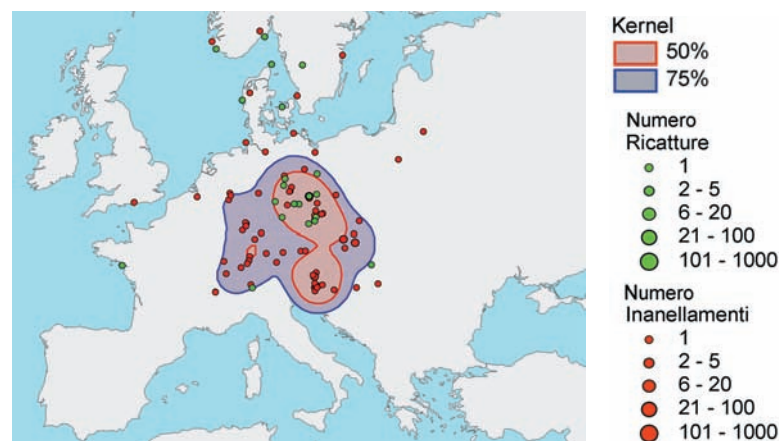 Kernel
50%
75%
Numero
Ricatture
1
2 - 5
6 - 20
21 - 100
101 - 1000
Numero
Inanellamenti
1
2 - 5
6 - 20
21 - 100
101 - 1000